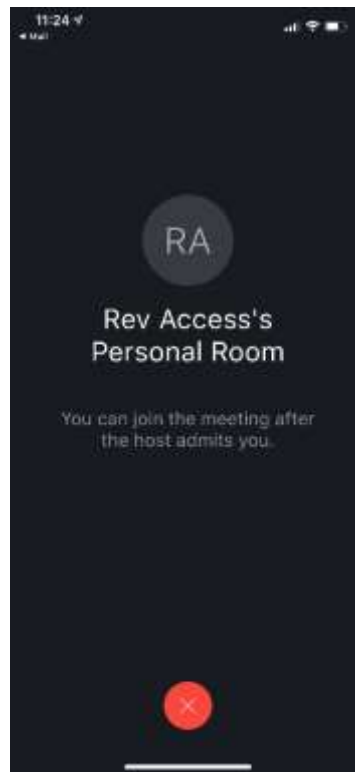 11:24
◂ Mail
RA
Rev Access's
Personal Room
You can join the meeting after
the host admits you.